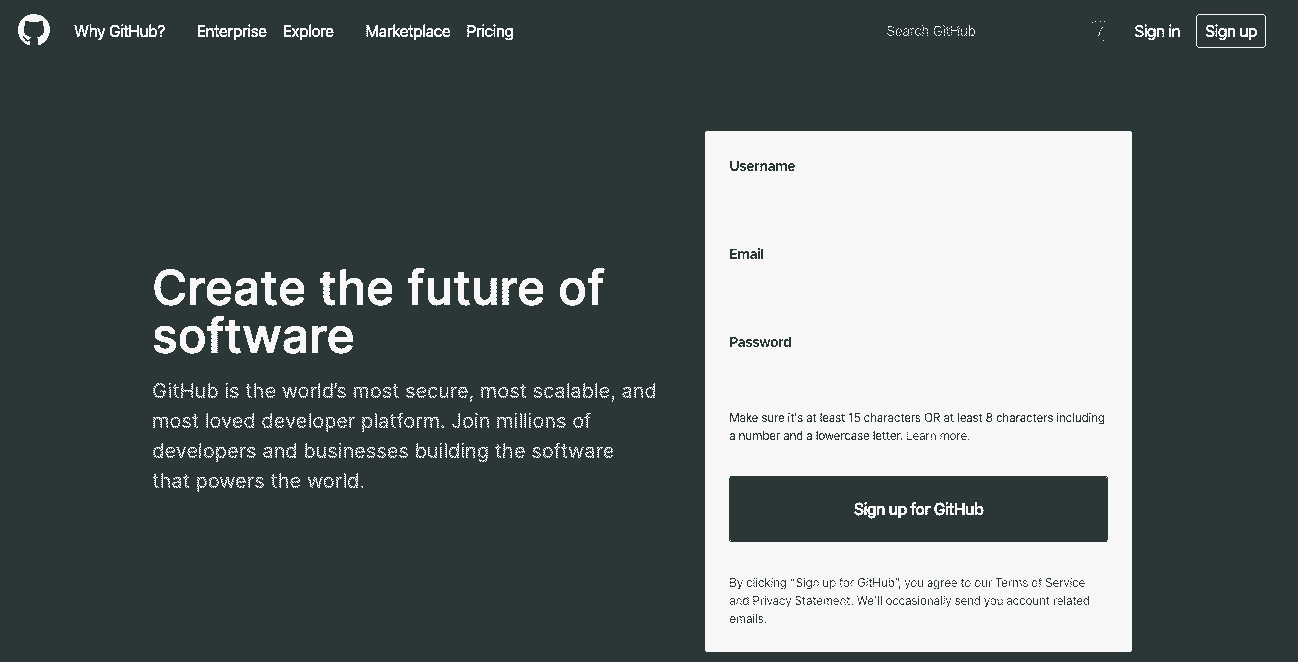 Why GitHub? Enterprise Explore Marketplace Pricing Search GitHub / Sign in Sign up
Create the future of
software
GitHub is the world's most secure, most scalable, and
most loved developer platform. Join millions of
developers and businesses building the software
that powers the world.
Username
Email
Password
Make sure it's at least 15 characters OR at least 8 characters including
a number and a lowercase letter. Learn more.
Sign up for GitHub
By clicking “Sign up for GitHub”, you agree to our Terms of Service
and Privacy Statement. We'll occasionally send you account related
emails.